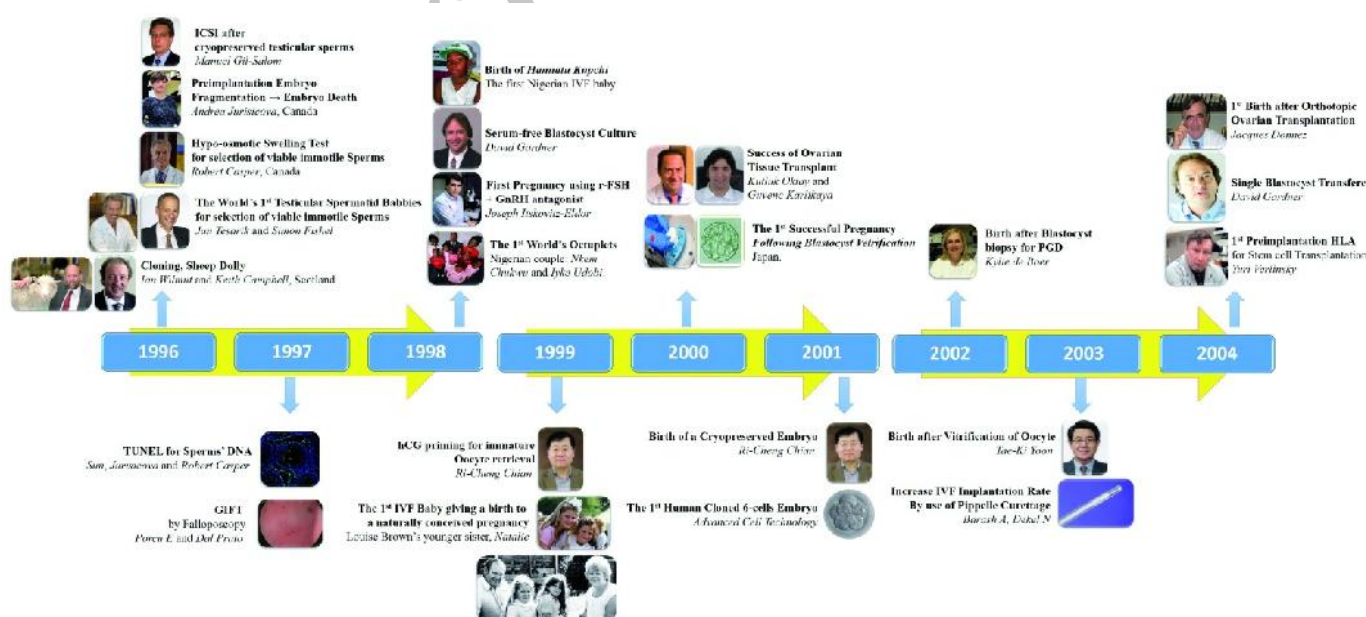 ICSI after
cryopreserved testicular sperms
Manuel Gil-Salom
Preimplantation Embryo
Fragmentation → Embryo Death
Andrea Jurisicova, Canada
Hypo-osmotic Swelling Test
for selection of viable immotile Sperms
Robert Casper, Canada
The World's 1st Testicular Spermatid Babbies
for selection of viable immotile Sperms
Jan Tesarik and Simon Fishel
Cloning, Sheep Dolly
Ian Wilmut and Keith Campbell, Scotland
Birth of Hannatu Kupchi
The first Nigerian IVF baby
Serum-free Blastocyst Culture
David Gardner
First Pregnancy using r-FSH
GnRH antagonist
Joseph Itskovitz-Eldor
The 1st World's Octuplets
Nigerian couple: Nkem
Chukwu and Iyke Udobi
Success of Ovarian
Tissue Transplant
Kutluk Oktay and
Guvenc Karlikaya
The 1st Successful Pregnancy
Following Blastocyst Veitrification
Japan.
Birth after Blastocyst
biopsy for PGD
Kylie de Boer
1st Birth after Orthotopic
Ovarian Transplantation
Jacques Donnez
Single Blastocyst Transfere
David Gardner
1st Preimplantation HLA
for Stem cell Transplantation
Yuri Verlinsky
1996
1997
1998
1999
2000
2001
2002
2003
2004
TUNEL for Sperms' DNA
Sun, Jurisicova and Robert Casper
GIFT
by Falloposcopy
Porcu E and Dal Prato
hCG priming for immature
Oocyte retrieval
Ri-Cheng Chian
The 1st IVF Baby giving a birth to
a naturally conceived pregnancy
Louise Brown's younger sister, Natalie
Birth of a Cryopreserved Embryo
Ri-Cheng Chian
The 1st Human Cloned 6-cells Embryo
Advanced Cell Technology
Birth after Vitrification of Oocyte
Tae-Ki Yoon
Increase IVF Implantation Rate
By use of Pippelle Curettage
Barash A, Dekel N